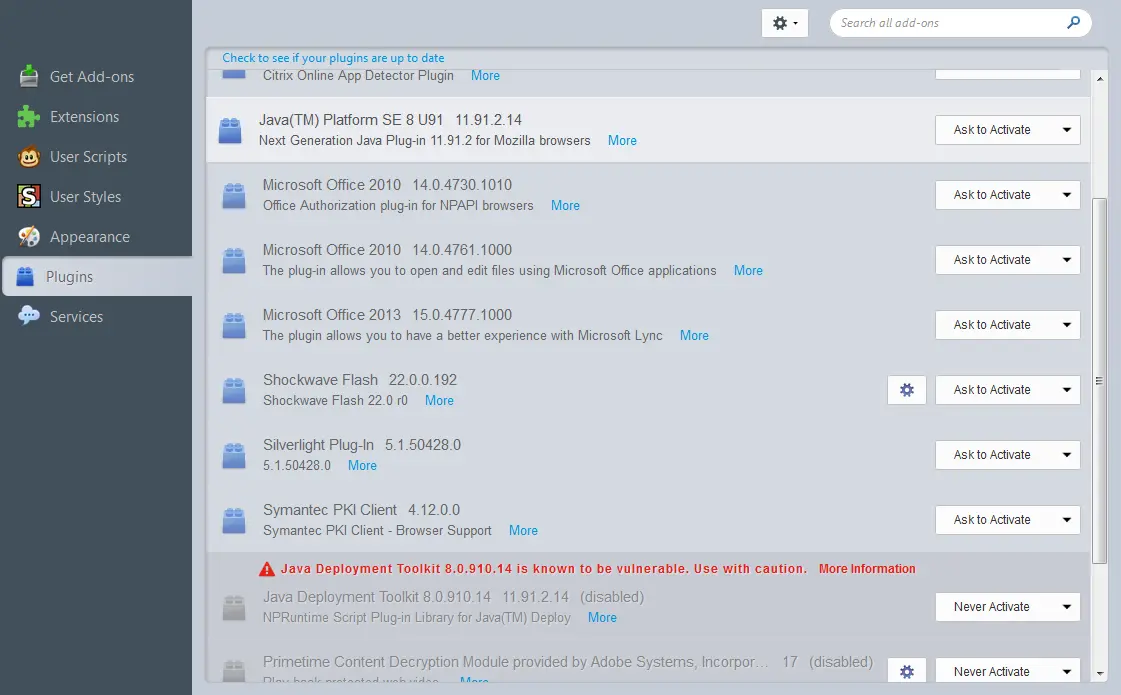 Search all add-ons
Get Add-ons
Extensions
User Scripts
User Styles
Appearance
Plugins
Services
Check to see if your plugins are up to date
Citrix Online App Detector Plugin More
Java(TM) Platform SE 8 U91 11.91.2.14
Next Generation Java Plug-in 11.91.2 for Mozilla browsers More
Ask to Activate
Microsoft Office 2010 14.0.4730.1010
Office Authorization plug-in for NPAPI browsers More
Ask to Activate
Microsoft Office 2010 14.0.4761.1000
The plug-in allows you to open and edit files using Microsoft Office applications More
Ask to Activate
Microsoft Office 2013 15.0.4777.1000
The plugin allows you to have a better experience with Microsoft Lync More
Ask to Activate
Shockwave Flash 22.0.0.192
Shockwave Flash 22.0 r0 More
Ask to Activate
Silverlight Plug-In 5.1.50428.0
5.1.50428.0 More
Ask to Activate
Symantec PKI Client 4.12.0.0
Symantec PKI Client - Browser Support More
Ask to Activate
Java Deployment Toolkit 8.0.910.14 is known to be vulnerable. Use with caution. More Information
Java Deployment Toolkit 8.0.910.14 11.91.2.14 (disabled)
NPRuntime Script Plug-in Library for Java(TM) Deploy More
Never Activate
Primetime Content Decryption Module provided by Adobe Systems, Incorpor... 17 (disabled)
Play back protected web video. More
Never Activate